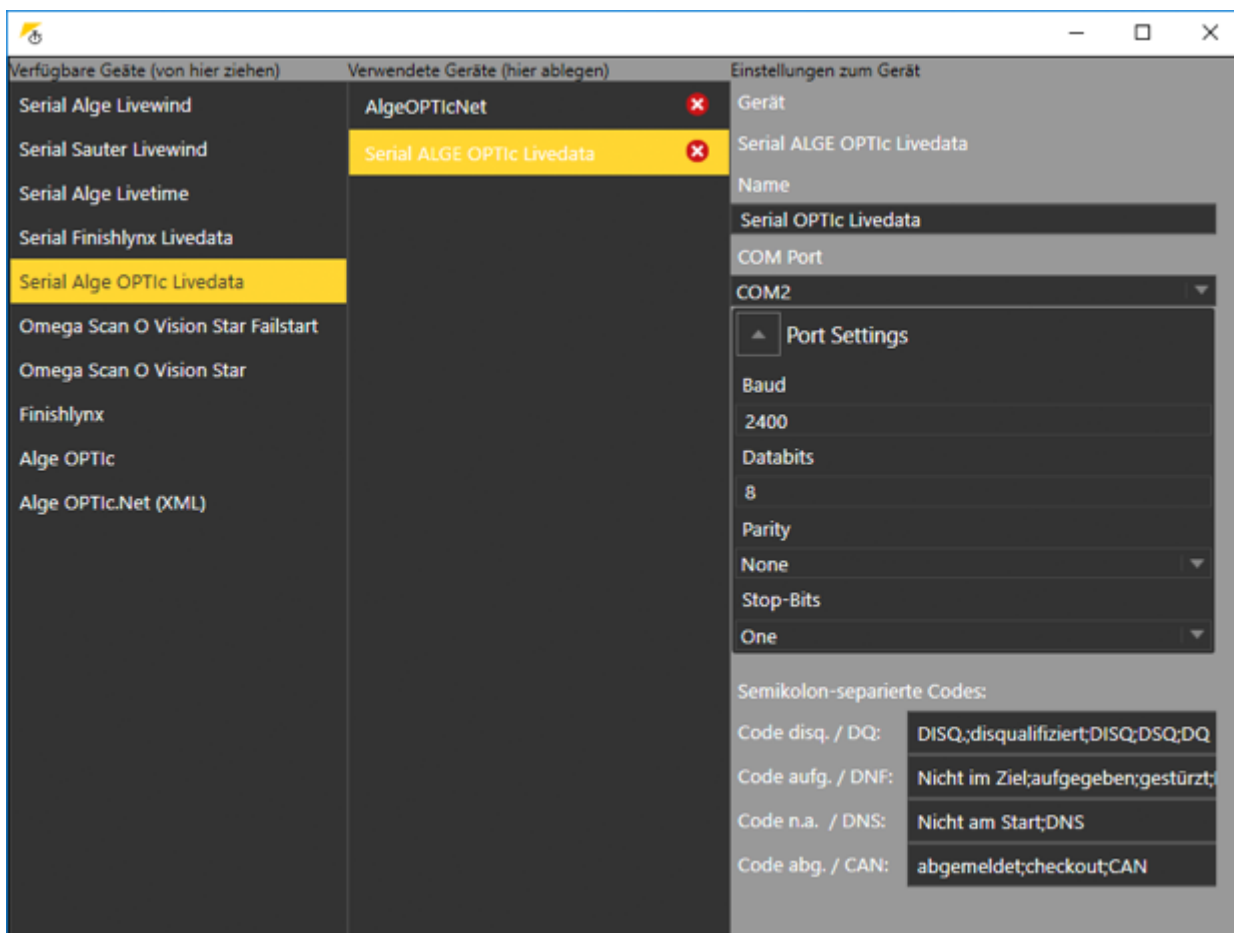 Verfügbare Geäte (von hier ziehen)
Serial Alge Livewind
Serial Sauter Livewind
Serial Alge Livetime
Serial Finishlynx Livedata
Serial Alge OPTIc Livedata
Omega Scan O Vision Star Failstart
Omega Scan O Vision Star
Finishlynx
Alge OPTIc
Alge OPTIc.Net (XML)
Verwendete Geräte (hier ablegen)
AlgeOPTIcNet
Serial ALGE OPTIc Livedata
Einstellungen zum Gerät
Gerät
Serial ALGE OPTIc Livedata
Name
Serial OPTIc Livedata
COM Port
COM2
Port Settings
Baud
2400
Databits
8
Parity
None
Stop-Bits
One
Semikolon-separierte Codes:
Code disq. / DQ: DISQ.;disqualifiziert;DISQ;DSQ;DQ
Code aufg. / DNF: Nicht im Ziel;aufgegeben;gestürzt;
Code n.a. / DNS: Nicht am Start;DNS
Code abg. / CAN: abgemeldet;checkout;CAN